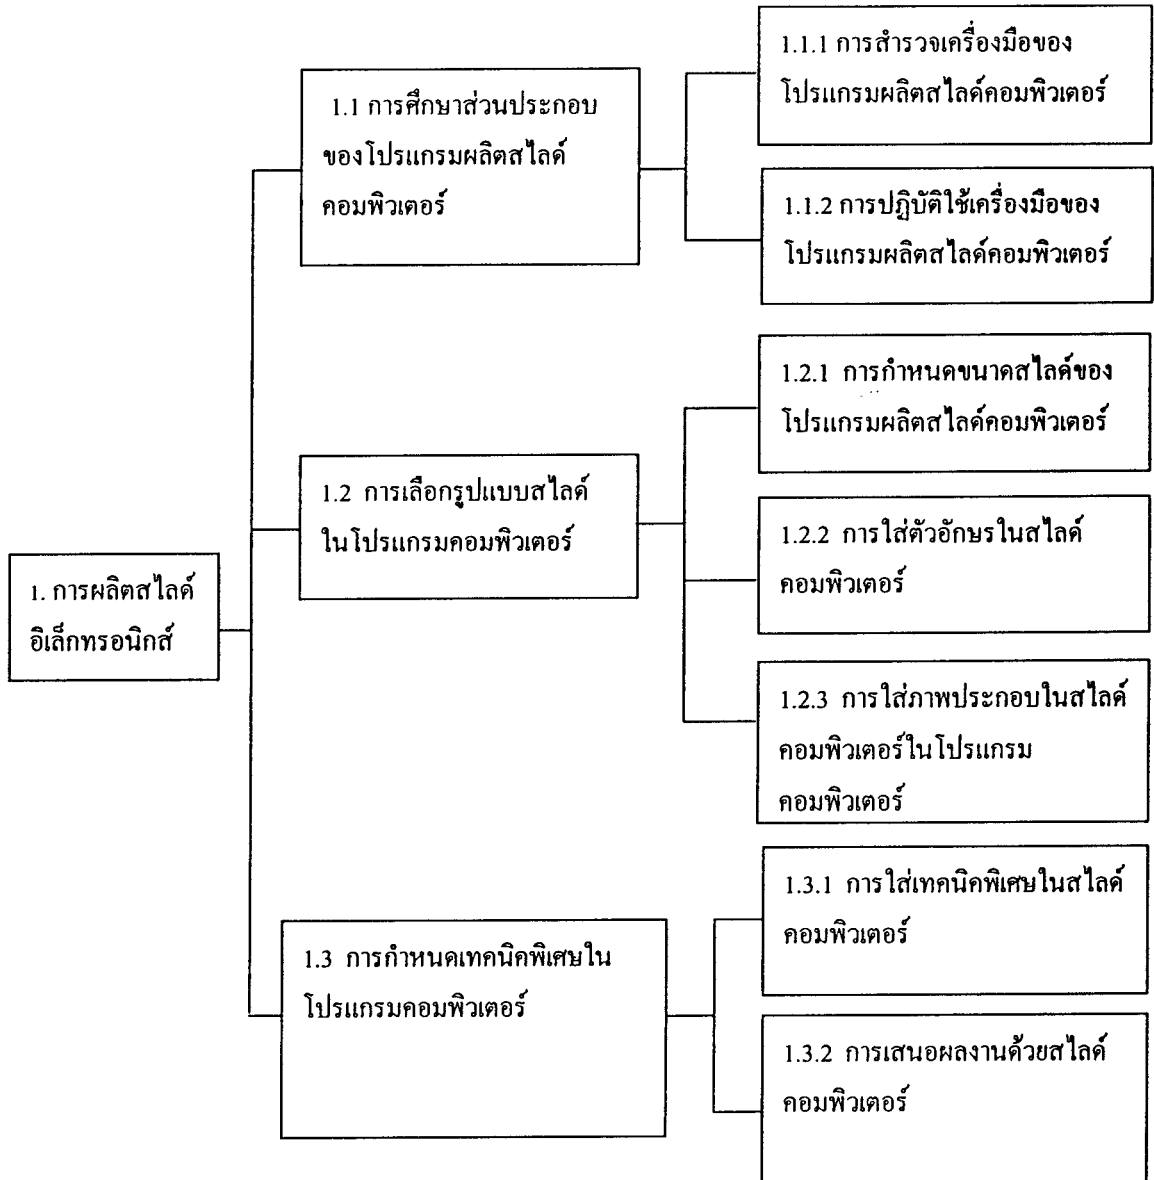 1. การผลิตสไลด์
อิเล็กทรอนิกส์
1.1 การศึกษาส่วนประกอบ
ของโปรแกรมผลิตสไลด์
คอมพิวเตอร์
1.1.1 การสำรวจเครื่องมือของ
โปรแกรมผลิตสไลด์คอมพิวเตอร์
1.1.2 การปฏิบัติใช้เครื่องมือของ
โปรแกรมผลิตสไลด์คอมพิวเตอร์
1.2 การเลือกรูปแบบสไลด์
ในโปรแกรมคอมพิวเตอร์
1.2.1 การกำหนดขนาดสไลด์ของ
โปรแกรมผลิตสไลด์คอมพิวเตอร์
1.2.2 การใส่ตัวอักษรในสไลด์
คอมพิวเตอร์
1.2.3 การใส่ภาพประกอบในสไลด์
คอมพิวเตอร์ในโปรแกรม
คอมพิวเตอร์
1.3 การกำหนดเทคนิคพิเศษใน
โปรแกรมคอมพิวเตอร์
1.3.1 การใส่เทคนิคพิเศษในสไลด์
คอมพิวเตอร์
1.3.2 การเสนอผลงานด้วยสไลด์
คอมพิวเตอร์